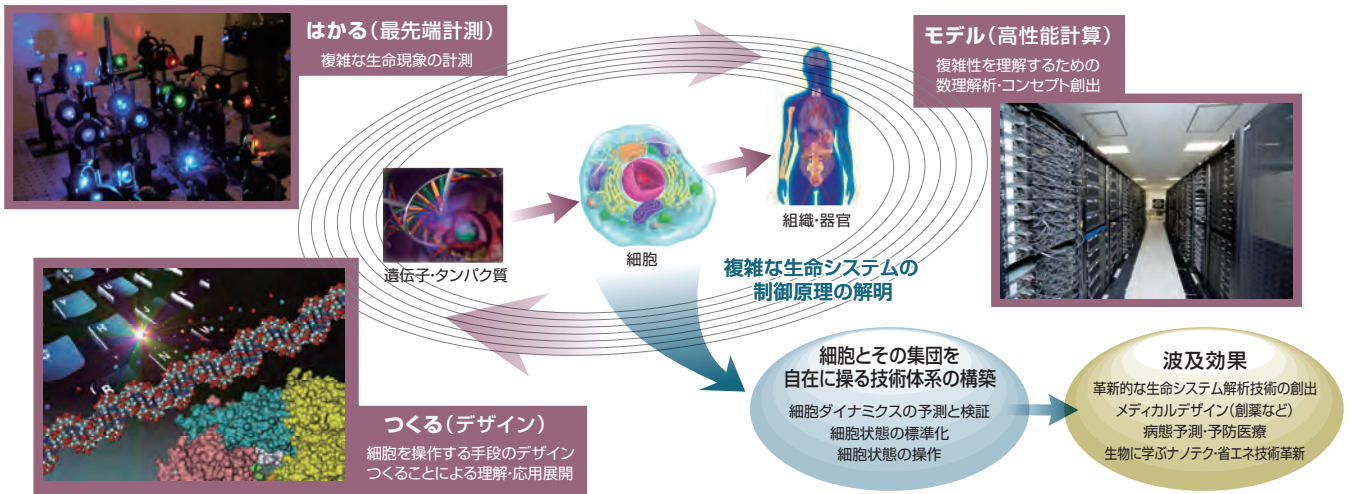 はかる（最先端計測）
複雑な生命現象の計測
モデル（高性能計算）
複雑性を理解するための
数理解析・コンセプト創出
遺伝子・タンパク質
細胞
組織・器官
複雑な生命システムの
制御原理の解明
つくる（デザイン）
細胞を操作する手段のデザイン
つくることによる理解・応用展開
細胞とその集団を
自在に操る技術体系の構築
細胞ダイナミクスの予測と検証
細胞状態の標準化
細胞状態の操作
波及効果
革新的な生命システム解析技術の創出
メディカルデザイン（創薬など）
病態予測・予防医療
生物に学ぶナノテク・省エネ技術革新